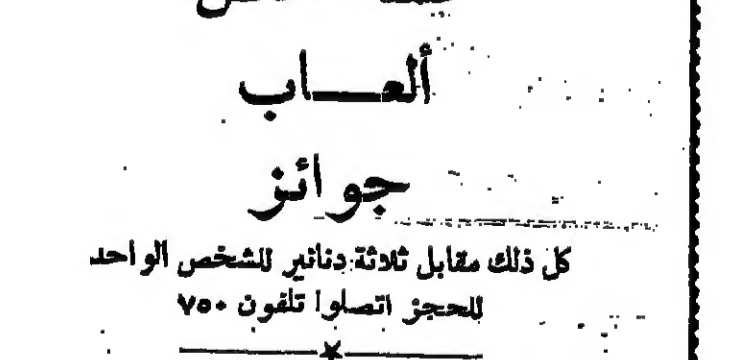 ألعـــاب
جوائز
كل ذلك مقابل ثلاثة دنانير للشخص الواحد
للحجز اتصلوا تلفون ٧٥٠